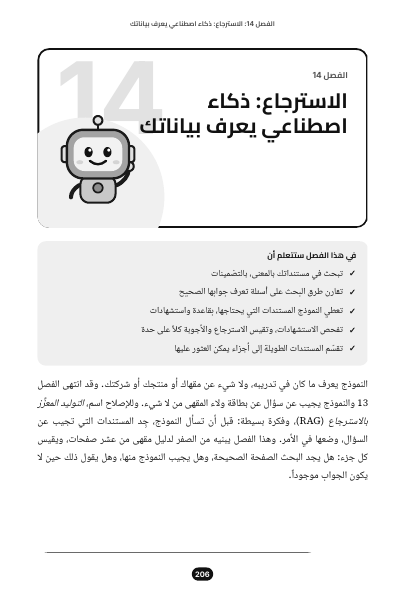 الفصل 14: الاسترجاع: ذكاء اصطناعي يعرف بياناتك
14
الفصل 14
الاسترجاع: ذكاء
اصطناعي يعرف بياناتك
في هذا الفصل ستتعلم أن
✓ تبحث في مستنداتك بالمعنى، بالتضمينات
✓ تقارن طرق البحث على أسئلة تعرف جوابها الصحيح
✓ تعطي النموذج المستندات التي يحتاجها، بقاعدة واستشهادات
✓ تفحص الاستشهادات، وتقيس الاسترجاع والأجوبة كلاً على حدة
✓ تقسّم المستندات الطويلة إلى أجزاء يمكن العثور عليها
النموذج يعرف ما كان في تدريبه، ولا شيء عن مقهاك أو منتجك أو شركتك. وقد انتهى الفصل
13 والنموذج يجيب عن سؤال عن بطاقة ولاء المقهى من لا شيء. وللإصلاح اسم، التوليد المعزَّز
بالاسترجاع (RAG)، وفكرة بسيطة: قبل أن تسأل النموذج، جِد المستندات التي تجيب عن
السؤال، وضعها في الأمر. وهذا الفصل يبنيه من الصفر لدليل مقهى من عشر صفحات، ويقيس
كل جزء: هل يجد البحث الصفحة الصحيحة، وهل يجيب النموذج منها، وهل يقول ذلك حين لا
يكون الجواب موجوداً.
206